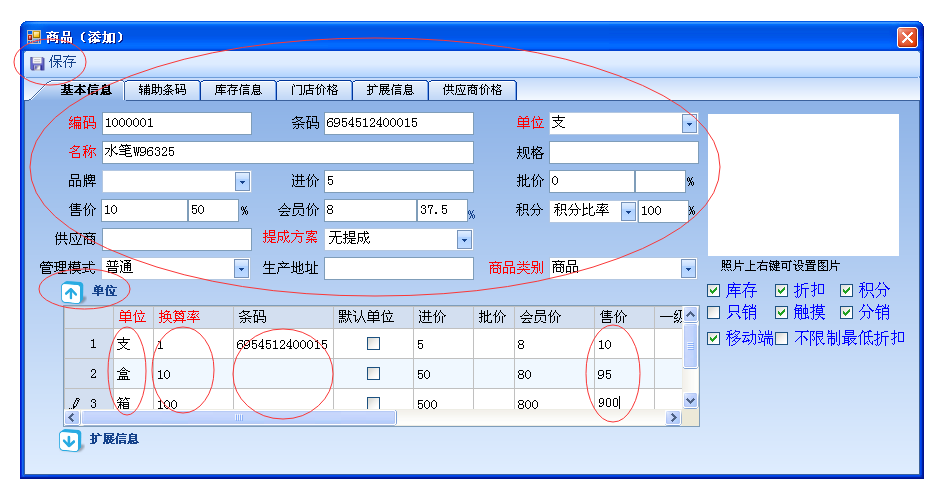 商品（添加）
保存
基本信息 辅助条码 库存信息 门店价格 扩展信息 供应商价格
编码 1000001 条码 6954512400015 单位 支
名称 水笔W96325 规格
品牌 进价 5 批价 0 %
售价 10 50 % 会员价 8 37.5 % 积分 积分比率 100 %
供应商 提成方案 无提成
管理模式 普通 生产地址 商品类别 商品
照片上右键可设置图片
库存 折扣 积分
只销 触摸 分销
移动端 不限制最低折扣
单位
单位 换算率 条码 默认单位 进价 批价 会员价 售价 一级
1 支 1 6954512400015 5 8 10
2 盒 10 50 80 95
3 箱 100 500 800 900
扩展信息